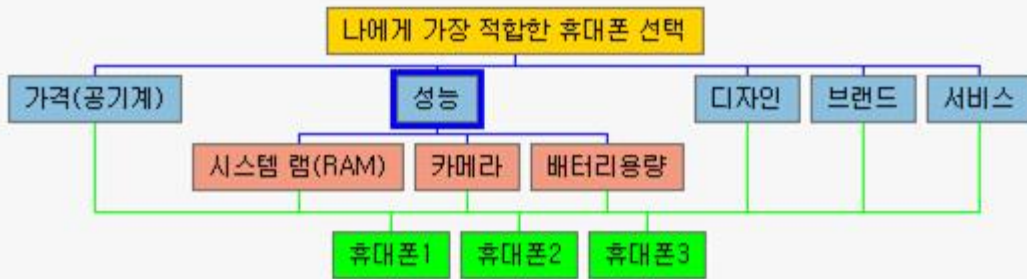 나에게 가장 적합한 휴대폰 선택
가격(공기계) 성능 디자인 브랜드 서비스
시스템 램(RAM) 카메라 배터리용량
휴대폰1 휴대폰2 휴대폰3